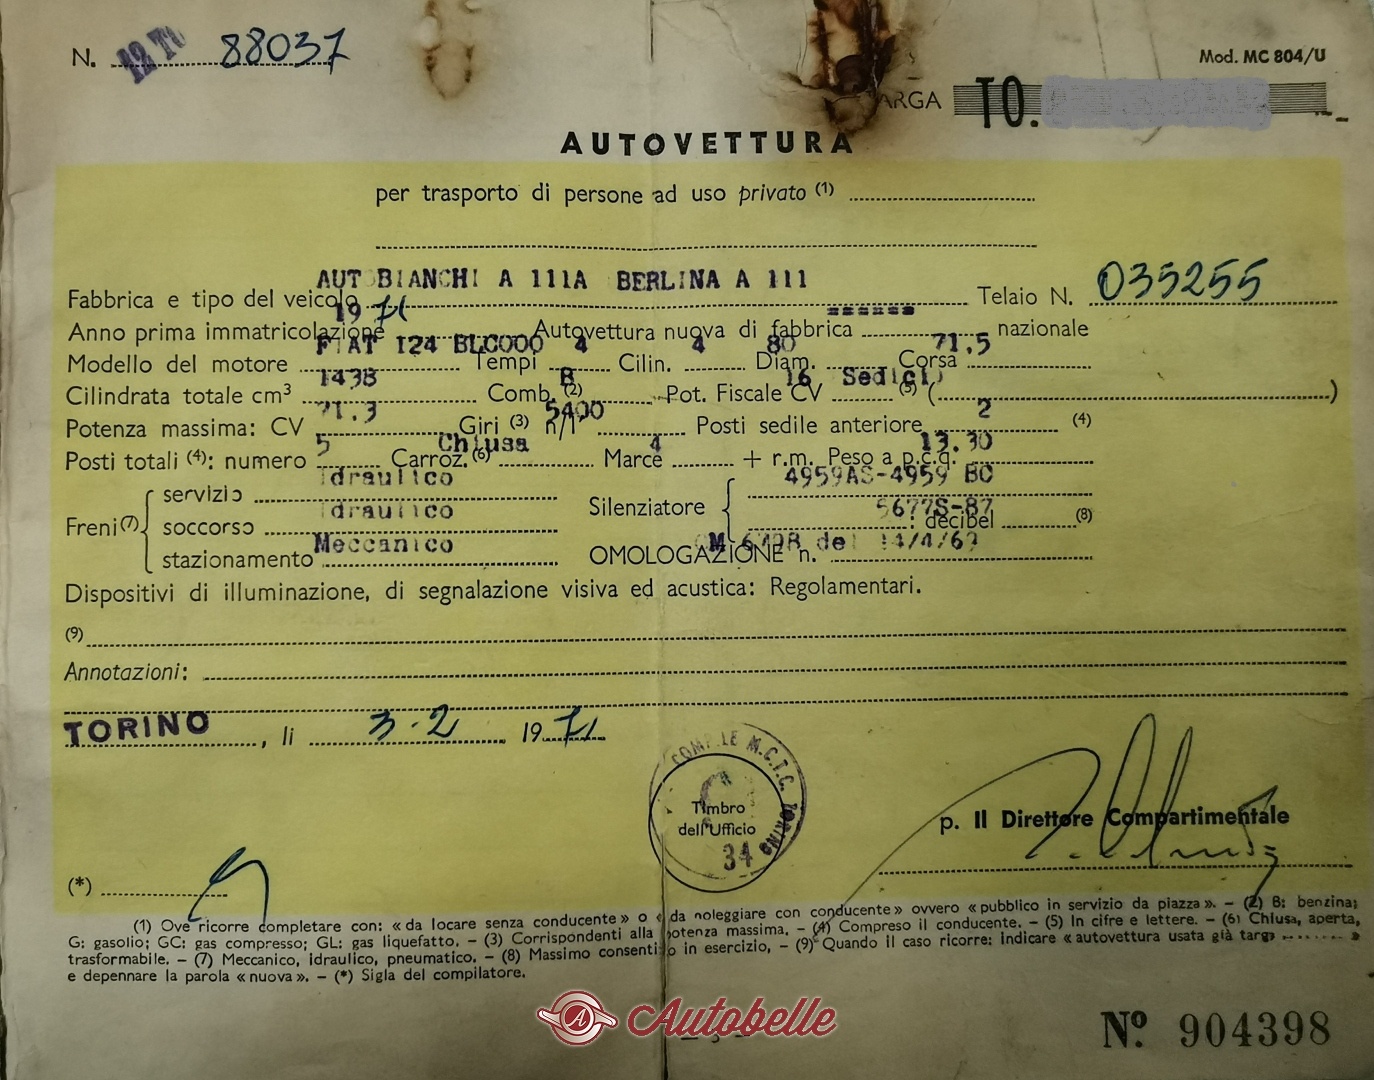 N. 12 TO 88037
Mod. MC 804/U
TARGA TO.
AUTOVETTURA
per trasporto di persone ad uso privato (1)
AUTOBIANCHI A 111A BERLINA A 111
Fabbrica e tipo del veicolo Telaio N. 035255
19 71 ======
Anno prima immatricolazione Autovettura nuova di fabbrica nazionale
FIAT 124 BLC000 4 4 80 71,5
Modello del motore Tempi Cilin. Diam. Corsa
1438 B 16 Sedici
Cilindrata totale cm³ Comb. (2) Pot. Fiscale CV (5) ( )
71.3 5400 2
Potenza massima: CV Giri (3) n/1' Posti sedile anteriore (4)
5 Chiusa 4 13.30
Posti totali (4): numero Carroz. (6) Marce + r.m. Peso a p.c.q.
Idraulico 4959AS-4959 BC
Freni (7) servizio Silenziatore
Idraulico 5677S-87
soccorso : decibel (8)
Meccanico OM del 14/4/69
stazionamento OMOLOGAZIONE n.
Dispositivi di illuminazione, di segnalazione visiva ed acustica: Regolamentari.
(9)
Annotazioni:
TORINO, li 3-2 1971
COMP.LE M.C.T.C. TORINO
Timbro
dell'Ufficio
34
p. Il Direttore Compartimentale
(*)
(1) Ove ricorre completare con: « da locare senza conducente » o « da noleggiare con conducente » ovvero « pubblico in servizio da piazza ». – (2) B: benzina;
G: gasolio; GC: gas compresso; GL: gas liquefatto. – (3) Corrispondenti alla potenza massima. – (4) Compreso il conducente. – (5) In cifre e lettere. – (6) Chiusa, aperta,
trasformabile. – (7) Meccanico, idraulico, pneumatico. – (8) Massimo consentito in esercizio, – (9) Quando il caso ricorre: indicare « autovettura usata già targ. ........ »
e depennare la parola « nuova ». – (*) Sigla del compilatore.
A Autobelle
– 3 –
Nº 904398